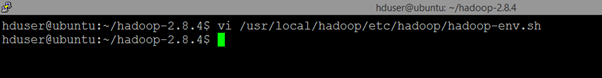 hduser@ubuntu: ~/hadoop-2.8.4
hduser@ubuntu:~/hadoop-2.8.4$ vi /usr/local/hadoop/etc/hadoop/hadoop-env.sh
hduser@ubuntu:~/hadoop-2.8.4$